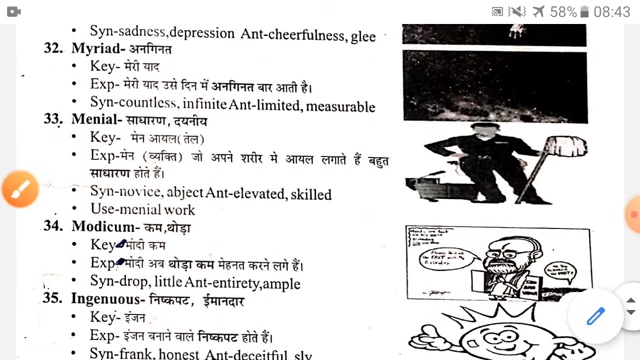 58% 08:43
Syn-sadness,depression Ant-cheerfulness, glee
32. Myriad- अनगिनत
Key- मेरी याद
Exp- मेरी याद उसे दिन में अनगिनत बार आती है।
Syn-countless, infinite Ant-limited, measurable
33. Menial- साधारण, दयनीय
Key- मेन आयल(तेल)
Exp- मेन (व्यक्ति) जो अपने शरीर मे आयल लगाते हैं बहुत
साधारण होते हैं।
Syn-novice, abject Ant-elevated, skilled
Use-menial work
34. Modicum- कम, थोड़ा
Key- मोदी कम
Exp- मोदी अब थोड़ा कम मेहनत करने लगे हैं।
Syn-drop, little Ant-entirety, ample
35. Ingenuous- निष्कपट, ईमानदार
Key- इंजन
Exp- इंजन बनाने वाले निष्कपट होते हैं।
Syn-frank, honest Ant-deceitful, sly